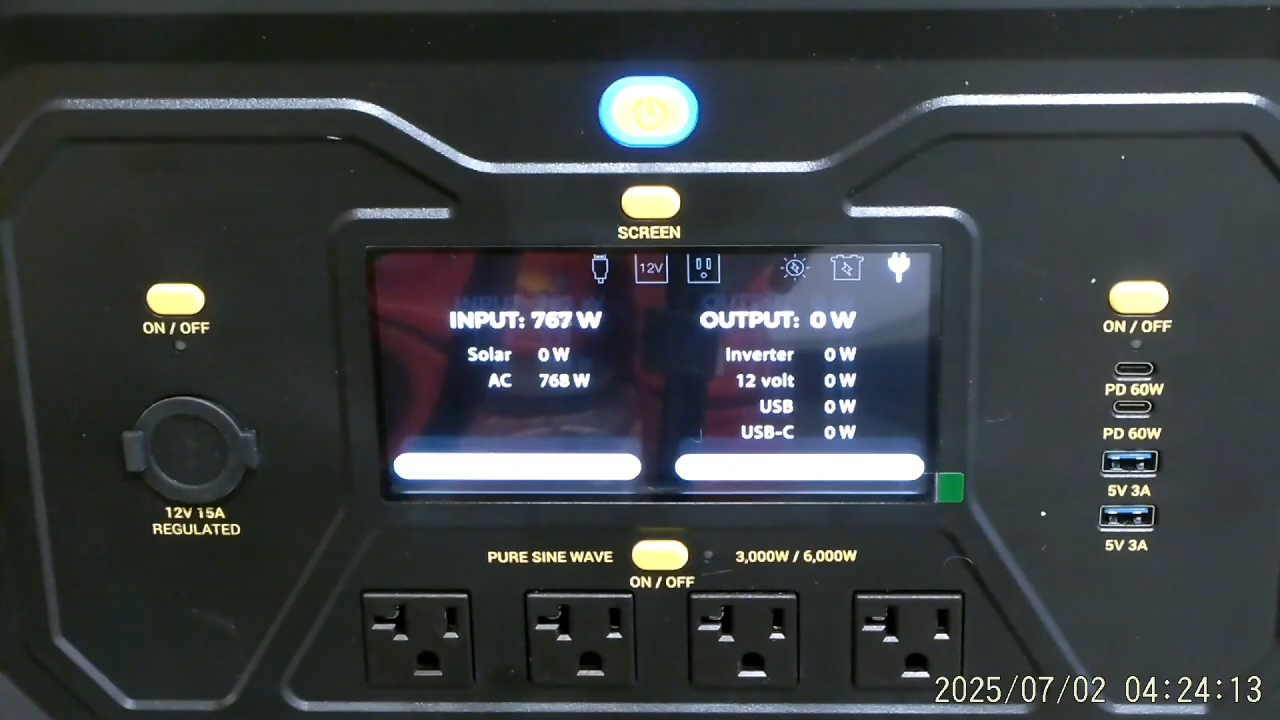 SCREEN
12V
INPUT: 767 W
OUTPUT: 0 W
Solar 0 W
AC 768 W
Inverter 0 W
12 volt 0 W
USB 0 W
USB-C 0 W
ON / OFF
12V 15A
REGULATED
ON / OFF
PD 60W
PD 60W
5V 3A
5V 3A
PURE SINE WAVE
ON / OFF
3,000W / 6,000W
2025/07/02 04:24:13